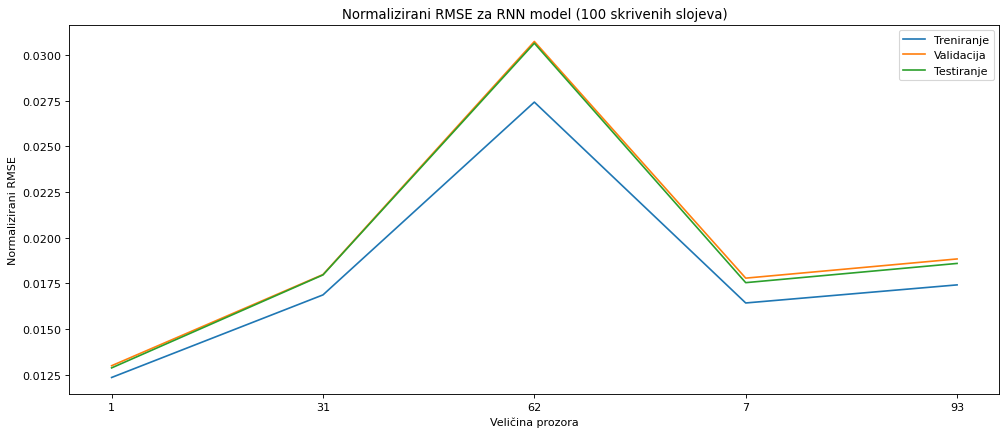 Normalizirani RMSE za RNN model (100 skrivenih slojeva)
Treniranje
Validacija
Testiranje
Normalizirani RMSE
0.0300
0.0275
0.0250
0.0225
0.0200
0.0175
0.0150
0.0125
1 31 62 7 93
Veličina prozora